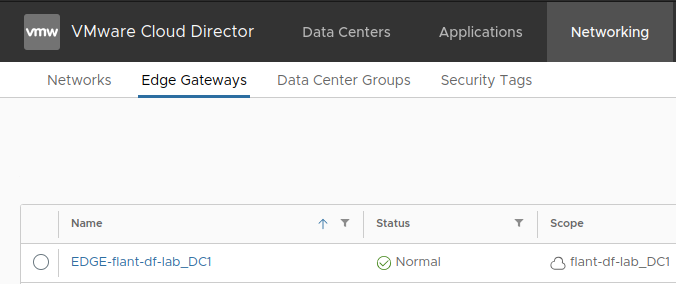 vmw VMware Cloud Director Data Centers Applications Networking
Networks Edge Gateways Data Center Groups Security Tags
Name Status Scope
EDGE-flant-df-lab_DC1 Normal flant-df-lab_DC1